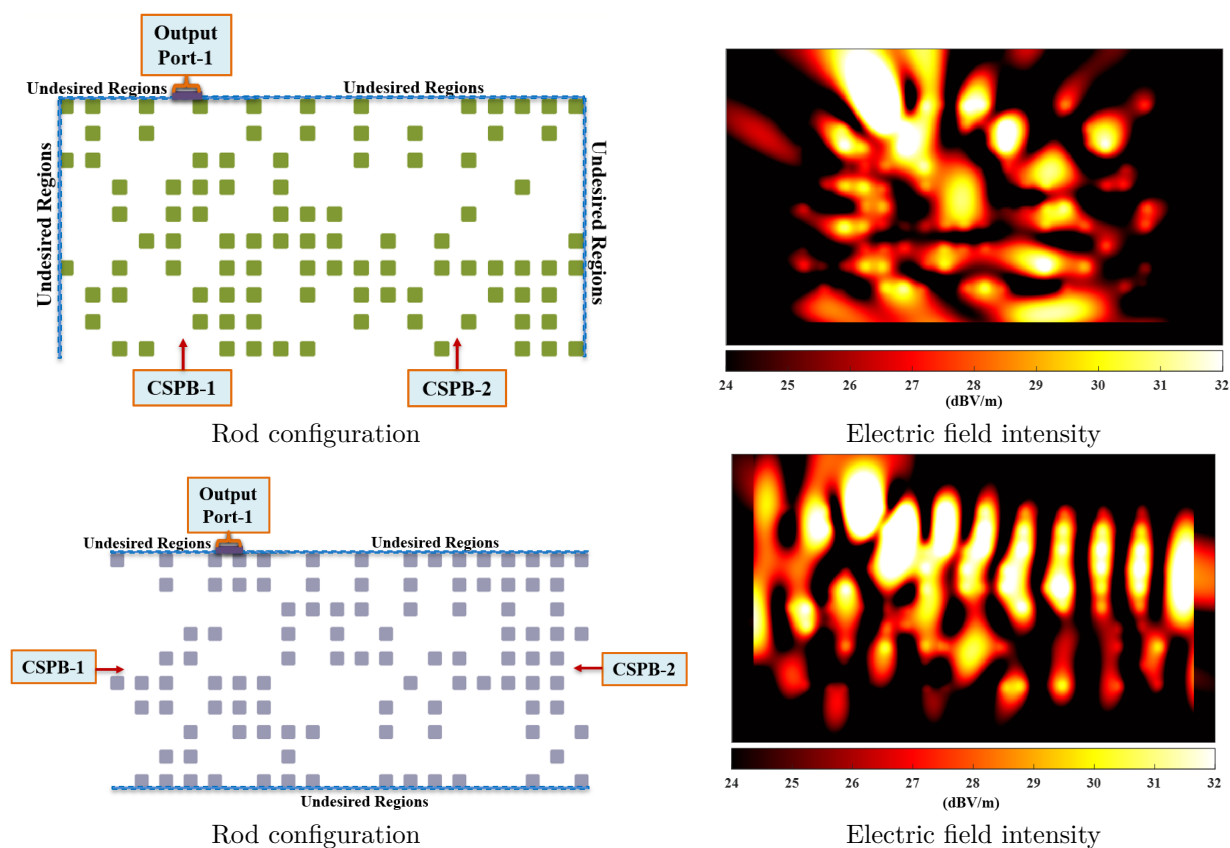 Output
Port-1
Undesired Regions
Undesired Regions
Undesired Regions
Undesired Regions
CSPB-1
CSPB-2
24 25 26 27 28 29 30 31 32
(dBV/m)
Rod configuration
Electric field intensity
Output
Port-1
Undesired Regions
Undesired Regions
CSPB-1
CSPB-2
Undesired Regions
24 25 26 27 28 29 30 31 32
(dBV/m)
Rod configuration
Electric field intensity